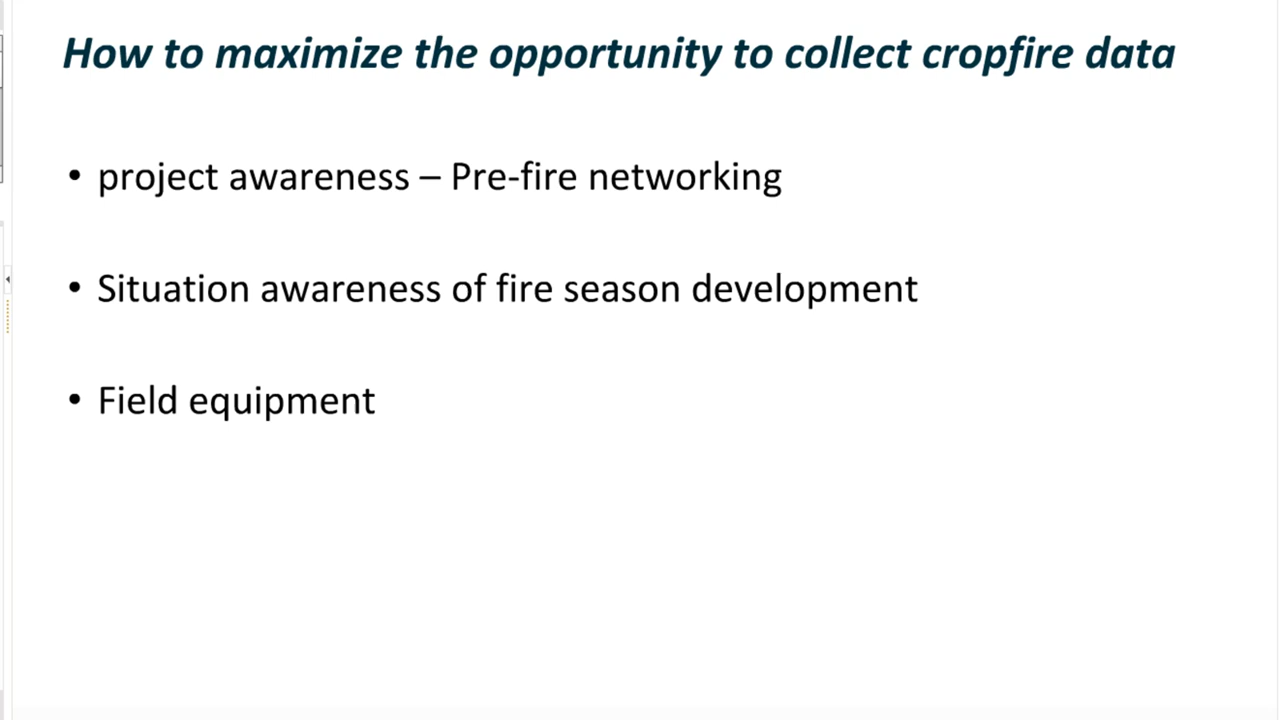 How to maximize the opportunity to collect cropfire data
• project awareness – Pre-fire networking
• Situation awareness of fire season development
• Field equipment